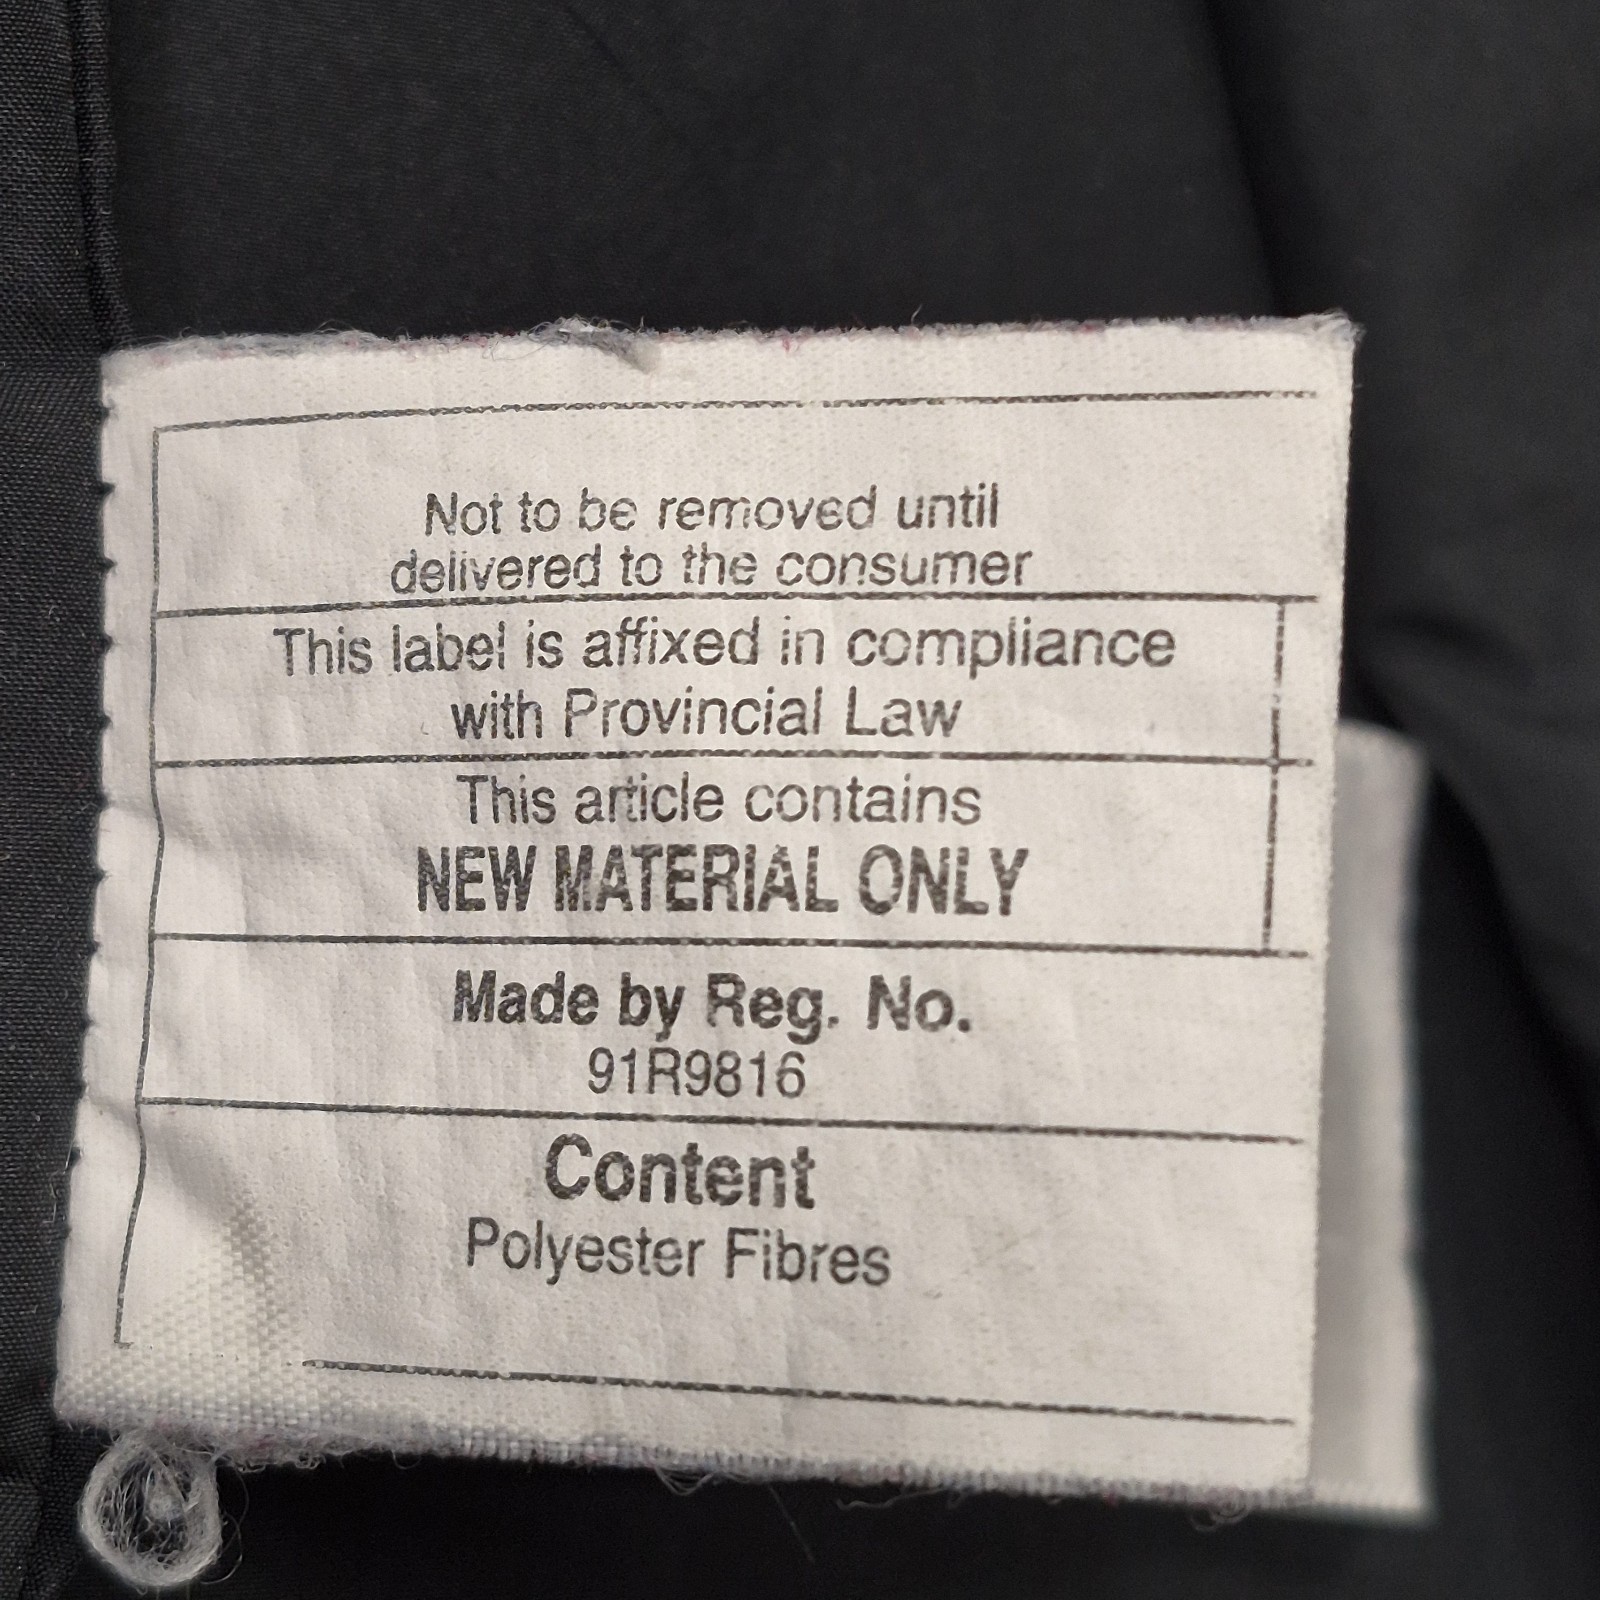 Not to be removed until
delivered to the consumer
This label is affixed in compliance
with Provincial Law
This article contains
NEW MATERIAL ONLY
Made by Reg. No.
91R9816
Content
Polyester Fibres